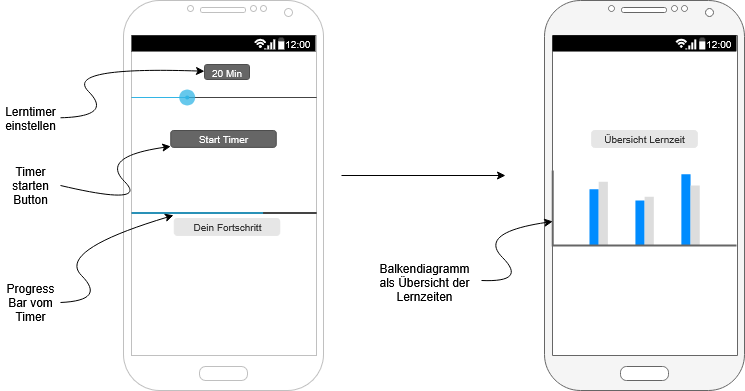 12:00
20 Min
Lerntimer
einstellen
Start Timer
Timer
starten
Button
Dein Fortschritt
Progress
Bar vom
Timer
12:00
Übersicht Lernzeit
Balkendiagramm
als Übersicht der
Lernzeiten